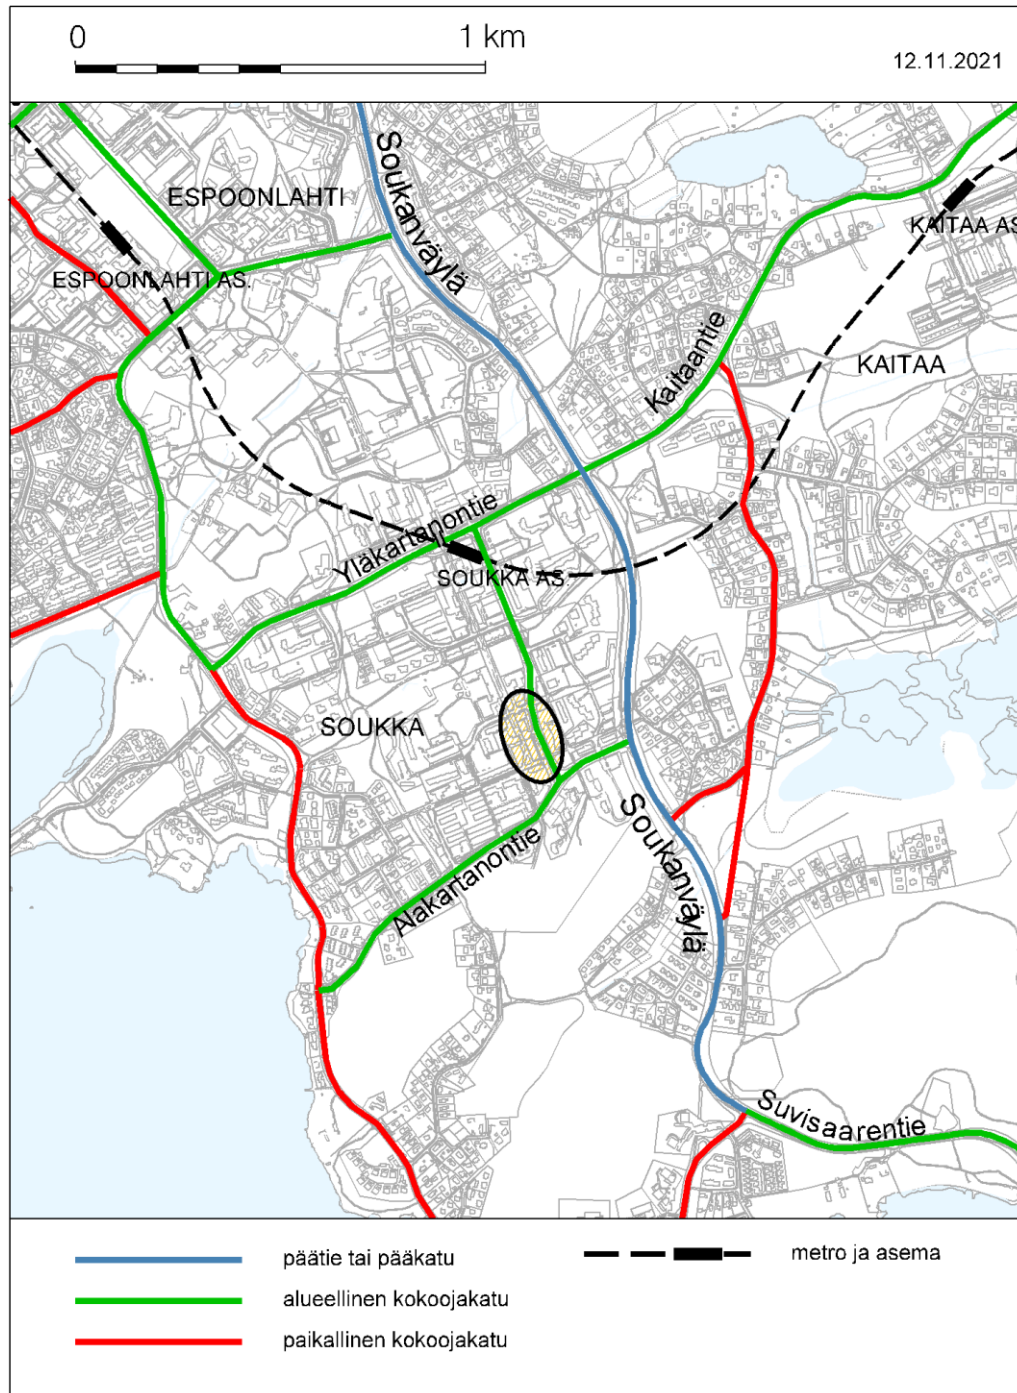 0 1 km
12.11.2021
Soukanväylä
ESPOONLAHTI
KAITAA AS
ESPOONLAHTI AS.
Kaitaantie
KAITAA
Yläkartanontie
SOUKKA AS
SOUKKA
Soukanväylä
Alakartanontie
Suvisaarentie
päätie tai pääkatu
metro ja asema
alueellinen kokoojakatu
paikallinen kokoojakatu